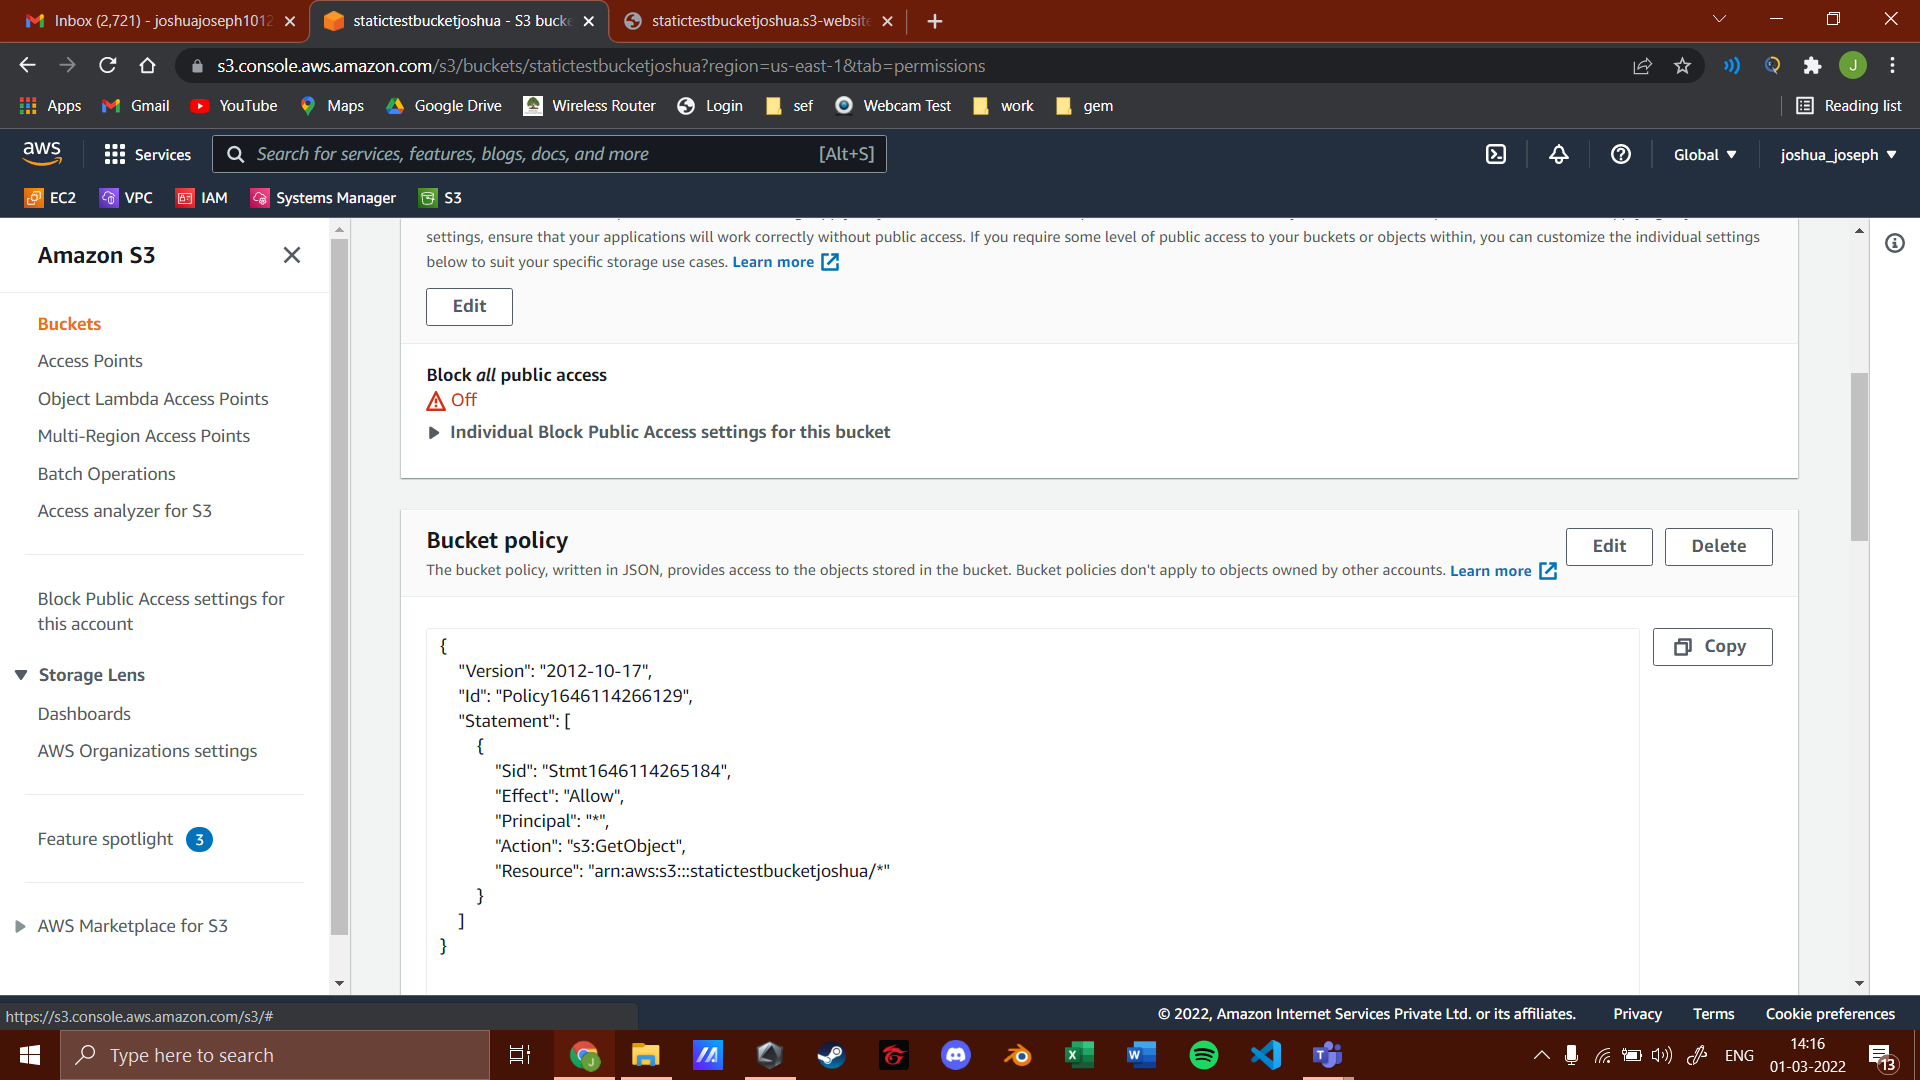 Inbox (2,721) - joshuajoseph1012
statictestbucketjoshua - S3 bucke
statictestbucketjoshua.s3-website
s3.console.aws.amazon.com/s3/buckets/statictestbucketjoshua?region=us-east-1&tab=permissions
J
Apps
Gmail
YouTube
Maps
Google Drive
Wireless Router
Login
sef
Webcam Test
work
gem
Reading list
aws
Services
Search for services, features, blogs, docs, and more
[Alt+S]
Global
joshua_joseph
EC2
VPC
IAM
Systems Manager
S3
Amazon S3
Buckets
Access Points
Object Lambda Access Points
Multi-Region Access Points
Batch Operations
Access analyzer for S3
Block Public Access settings for
this account
Storage Lens
Dashboards
AWS Organizations settings
Feature spotlight 3
AWS Marketplace for S3
settings, ensure that your applications will work correctly without public access. If you require some level of public access to your buckets or objects within, you can customize the individual settings
below to suit your specific storage use cases. Learn more
Edit
Block all public access
Off
Individual Block Public Access settings for this bucket
Bucket policy
Edit
Delete
The bucket policy, written in JSON, provides access to the objects stored in the bucket. Bucket policies don't apply to objects owned by other accounts. Learn more
Copy
{
"Version": "2012-10-17",
"Id": "Policy1646114266129",
"Statement": [
{
"Sid": "Stmt1646114265184",
"Effect": "Allow",
"Principal": "*",
"Action": "s3:GetObject",
"Resource": "arn:aws:s3:::statictestbucketjoshua/*"
}
]
}
https://s3.console.aws.amazon.com/s3/#
© 2022, Amazon Internet Services Private Ltd. or its affiliates.
Privacy
Terms
Cookie preferences
Type here to search
ENG
14:16
01-03-2022
13